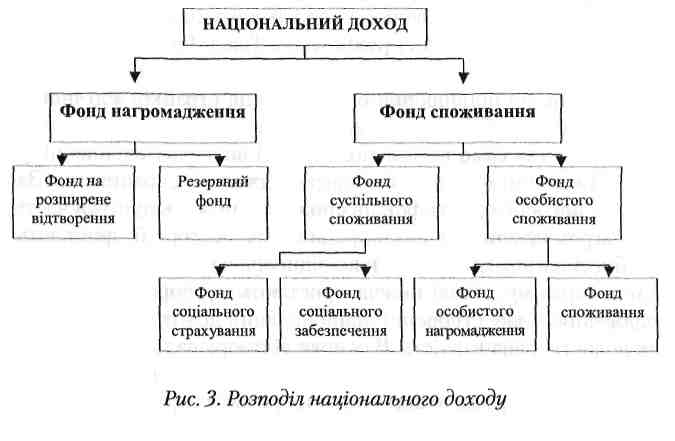 НАЦІОНАЛЬНИЙ ДОХОД
Фонд нагромадження
Фонд споживання
Фонд на
розширене
відтворення
Резервний
фонд
Фонд
суспільного
споживання
Фонд
особистого
споживання
Фонд
соціального
страхування
Фонд
соціального
забезпечення
Фонд
особистого
нагромадження
Фонд
споживання
Рис. 3. Розподіл національного доходу